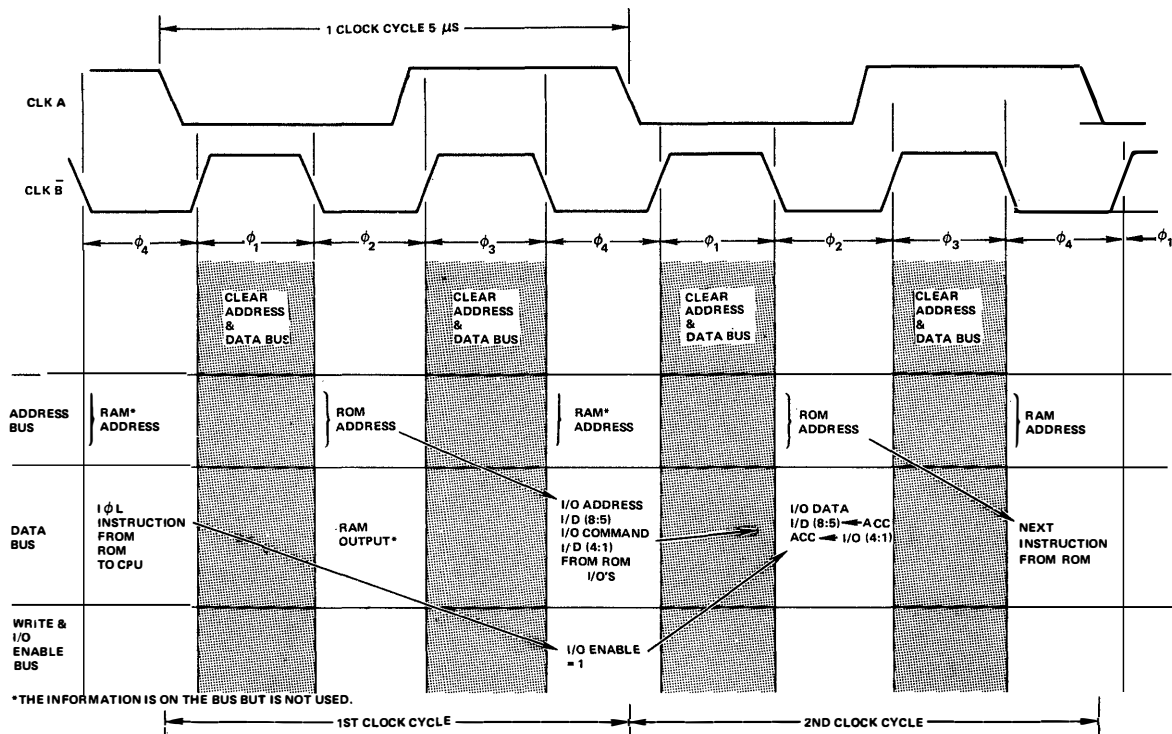 1 CLOCK CYCLE 5 μS
CLK A
CLK B̄
ϕ4 ϕ1 ϕ2 ϕ3 ϕ4 ϕ1 ϕ2 ϕ3 ϕ4 ϕ1
CLEAR
ADDRESS
&
DATA BUS
CLEAR
ADDRESS
&
DATA BUS
CLEAR
ADDRESS
&
DATA BUS
CLEAR
ADDRESS
&
DATA BUS
ADDRESS
BUS
RAM*
ADDRESS
ROM
ADDRESS
RAM*
ADDRESS
ROM
ADDRESS
RAM
ADDRESS
DATA
BUS
I ϕ L
INSTRUCTION
FROM
ROM
TO CPU
RAM
OUTPUT*
I/O ADDRESS
I/D (8:5)
I/O COMMAND
I/D (4:1)
FROM ROM
I/O'S
I/O DATA
I/D (8:5) ← ACC
ACC ← I/O (4:1)
NEXT
INSTRUCTION
FROM ROM
WRITE &
I/O
ENABLE
BUS
I/O ENABLE
= 1
*THE INFORMATION IS ON THE BUS BUT IS NOT USED.
1ST CLOCK CYCLE
2ND CLOCK CYCLE